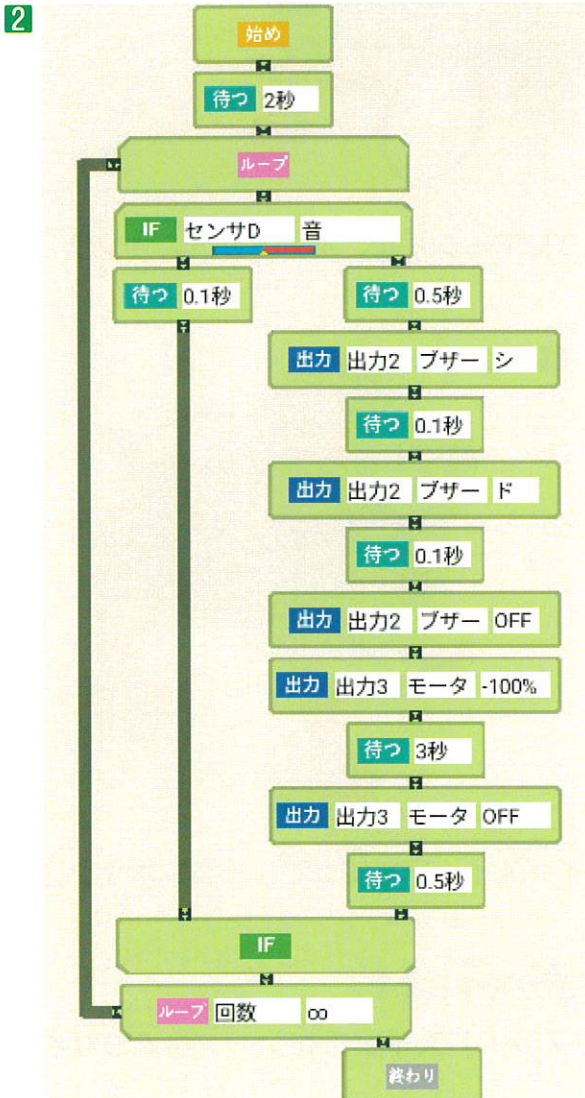 2
始め
待つ 2秒
ループ
IF センサD 音
待つ 0.1秒 待つ 0.5秒
出力 出力2 ブザー シ
待つ 0.1秒
出力 出力2 ブザー ド
待つ 0.1秒
出力 出力2 ブザー OFF
出力 出力3 モータ -100%
待つ 3秒
出力 出力3 モータ OFF
待つ 0.5秒
IF
ループ 回数 ∞
終わり